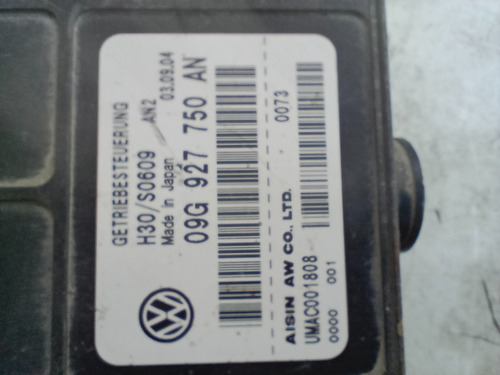 GETRIEBESTEUERUNG
H30/S0609 AN2
Made in Japan 03.09.04
09G 927 750 AN
AISIN AW CO., LTD. 0073
UMAC001808
0000 001